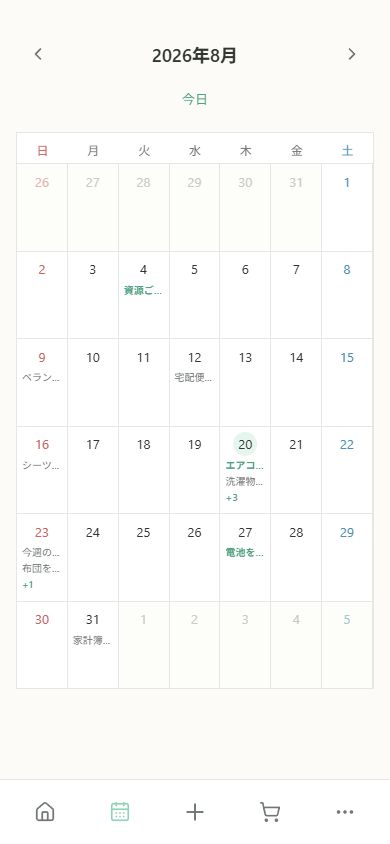 2026年8月
今日
日 月 火 水 木 金 土
26 27 28 29 30 31 1
2 3 4 5 6 7 8
資源ご…
9 10 11 12 13 14 15
ベラン… 宅配便…
16 17 18 19 20 21 22
シーツ… エアコ…
洗濯物…
+3
23 24 25 26 27 28 29
今週の… 電池を…
布団を…
+1
30 31 1 2 3 4 5
家計簿…